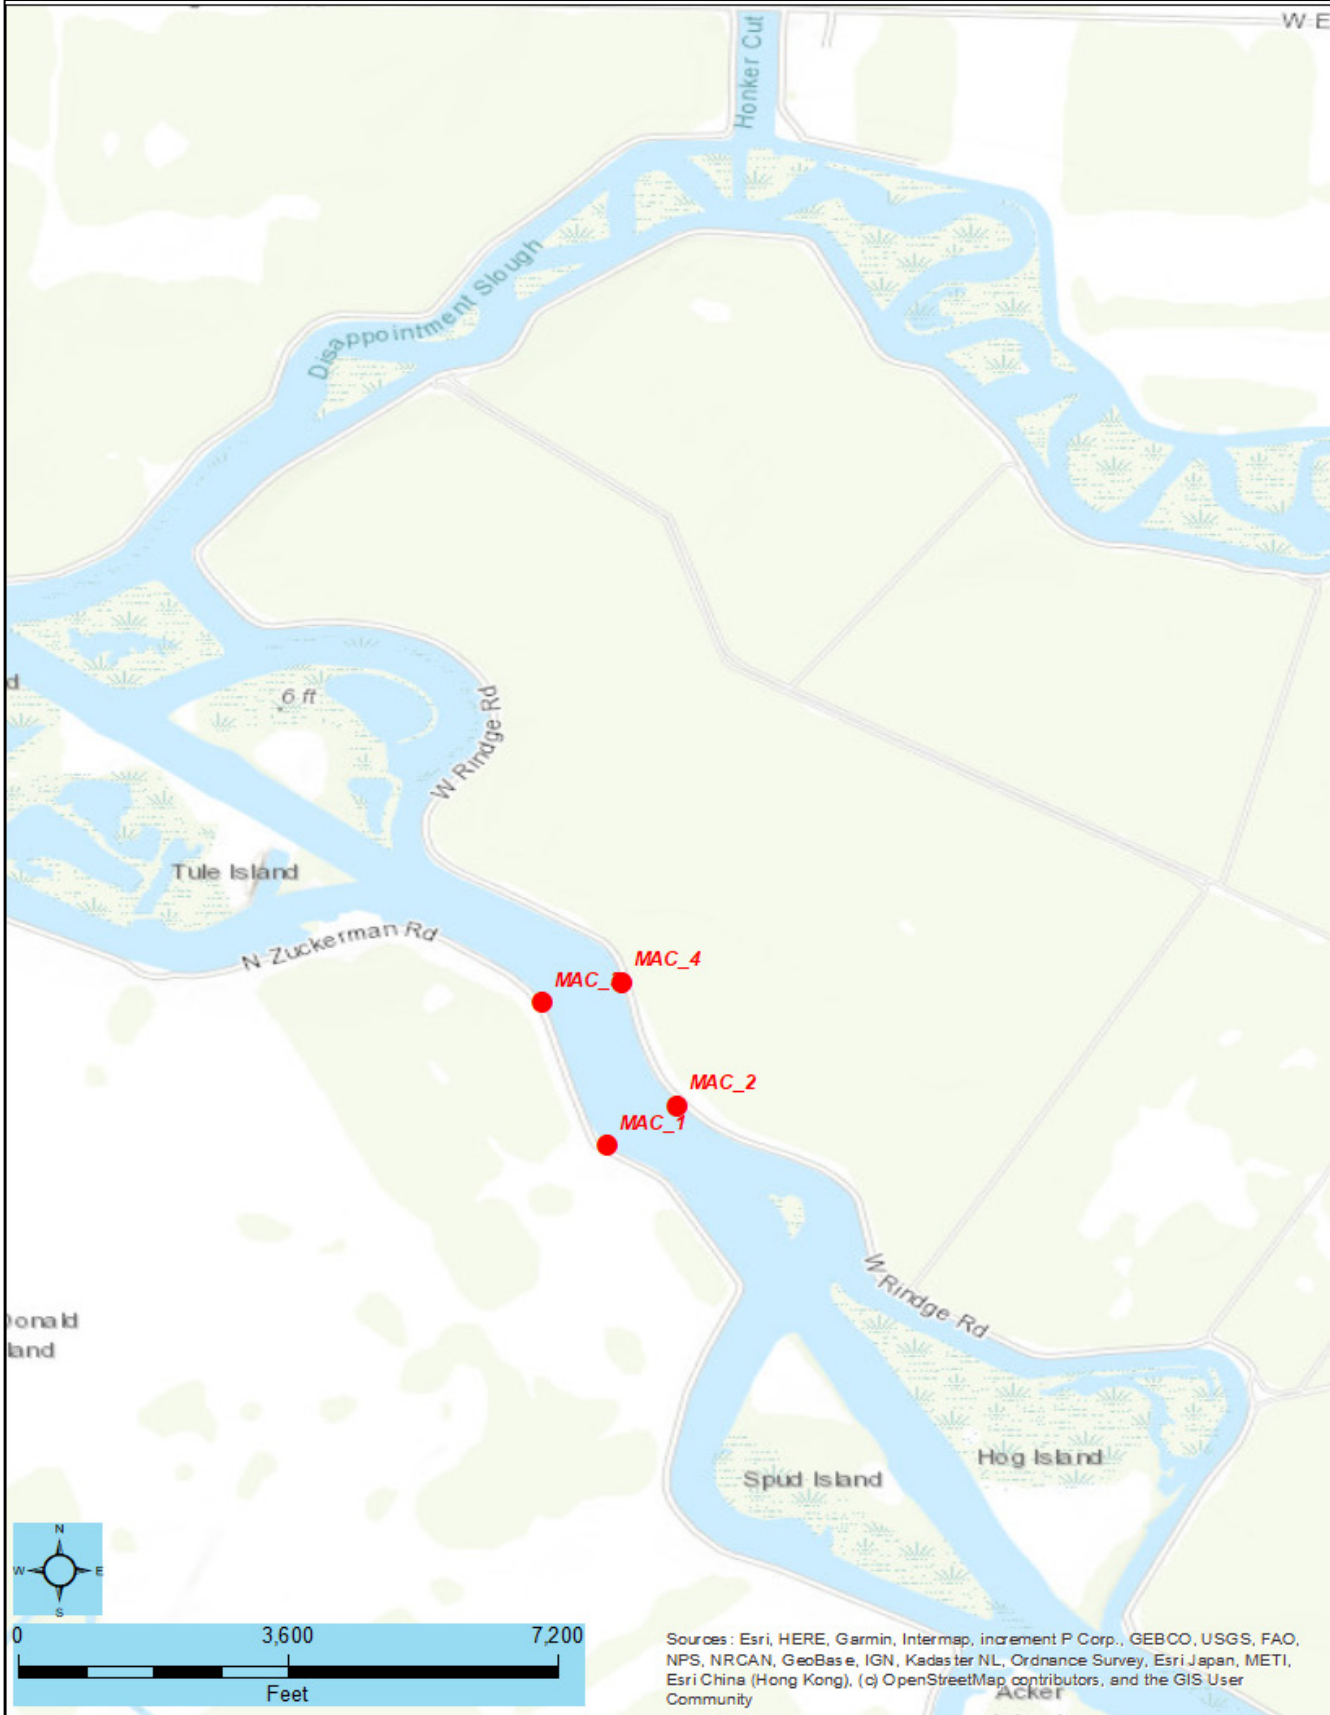 W E
Honker Cut
Disappointment Slough
d
6 ft
W Rindge Rd
Tule Island
N Zuckerman Rd
MAC_4
MAC_
MAC_2
MAC_1
W Rindge Rd
Donald
land
Hog Island
Spud Island
N
W E
S
0 3,600 7,200
Feet
Sources: Esri, HERE, Garmin, Intermap, increment P Corp., GEBCO, USGS, FAO,
NPS, NRCAN, GeoBase, IGN, Kadaster NL, Ordnance Survey, Esri Japan, METI,
Esri China (Hong Kong), (c) OpenStreetMap contributors, and the GIS User
Community
Acker